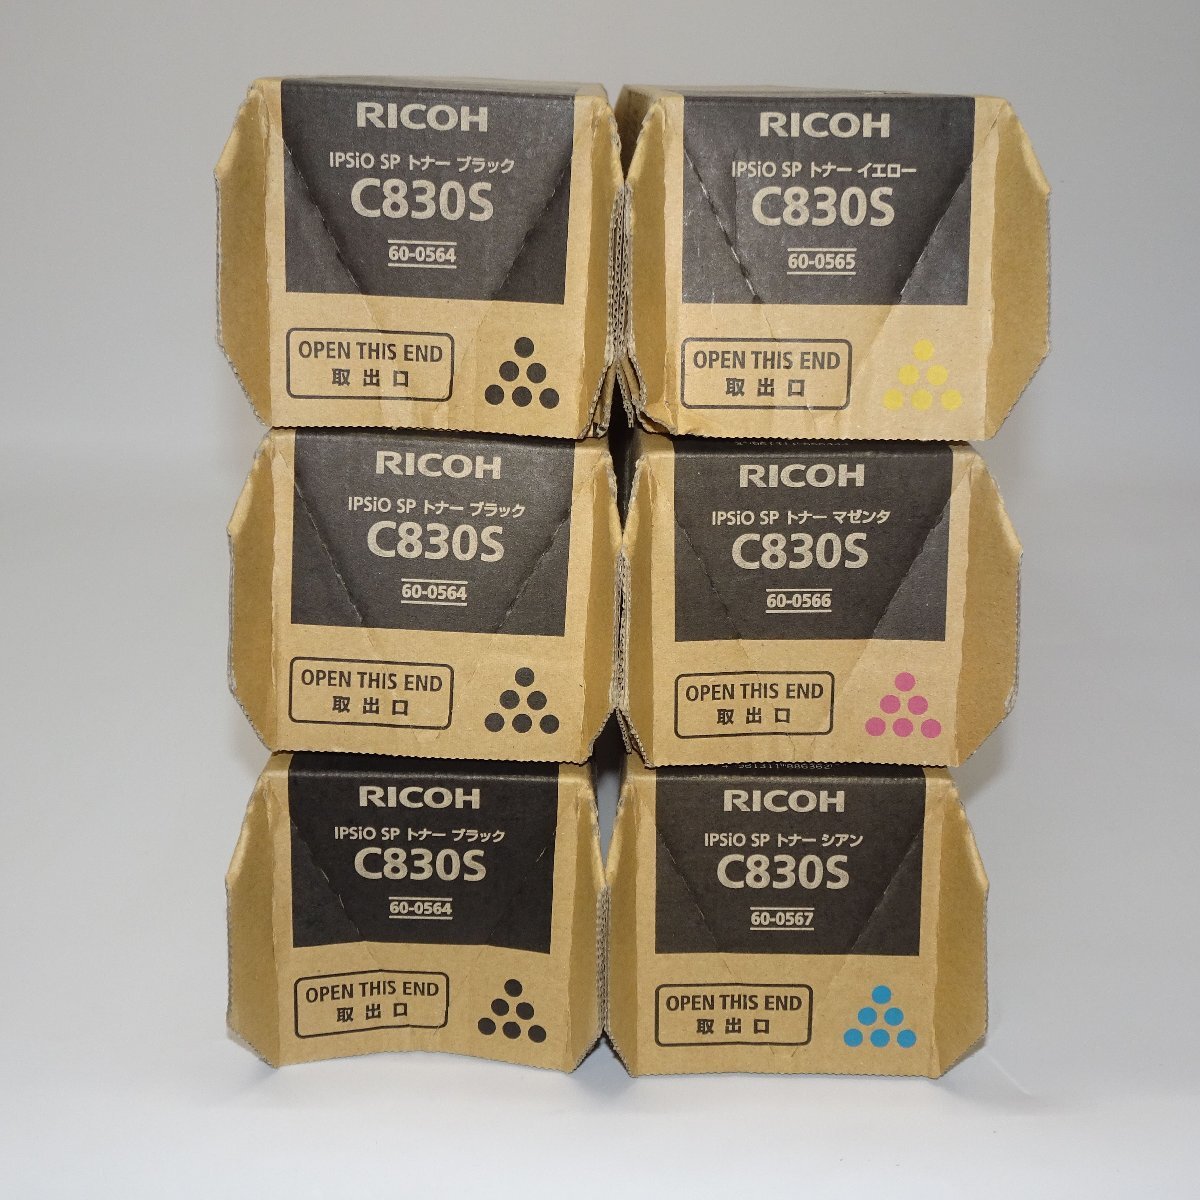 RICOH
IPSiO SP トナー ブラック
C830S
60-0564
OPEN THIS END
取出口
RICOH
IPSiO SP トナー イエロー
C830S
60-0565
OPEN THIS END
取出口
RICOH
IPSiO SP トナー ブラック
C830S
60-0564
OPEN THIS END
取出口
RICOH
IPSiO SP トナー マゼンタ
C830S
60-0566
OPEN THIS END
取出口
RICOH
IPSiO SP トナー ブラック
C830S
60-0564
OPEN THIS END
取出口
RICOH
IPSiO SP トナー シアン
C830S
60-0567
OPEN THIS END
取出口